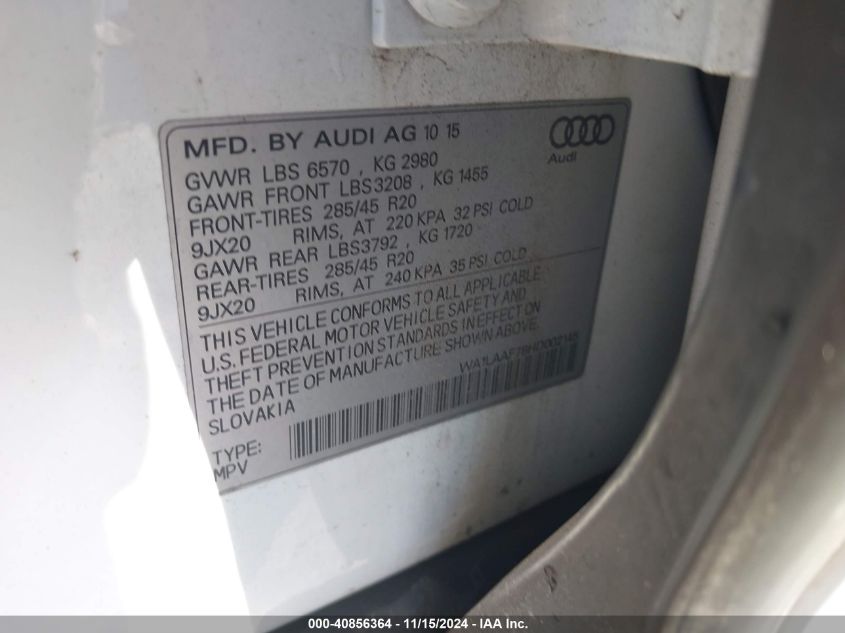 MFD. BY AUDI AG 10 15
Audi
GVWR LBS 6570 , KG 2980
GAWR FRONT LBS3208 , KG 1455
FRONT-TIRES 285/45 R20
9JX20 RIMS, AT 220 KPA 32 PSI COLD
GAWR REAR LBS3792 , KG 1720
REAR-TIRES 285/45 R20
9JX20 RIMS, AT 240 KPA 35 PSI COLD
THIS VEHICLE CONFORMS TO ALL APPLICABLE
U.S. FEDERAL MOTOR VEHICLE SAFETY AND
THEFT PREVENTION STANDARDS IN EFFECT ON
THE DATE OF MANUFACTURE SHOWN ABOVE.
SLOVAKIA
WA1LAAF78HD002145
TYPE:
MPV
000-40856364 - 11/15/2024 - IAA Inc.